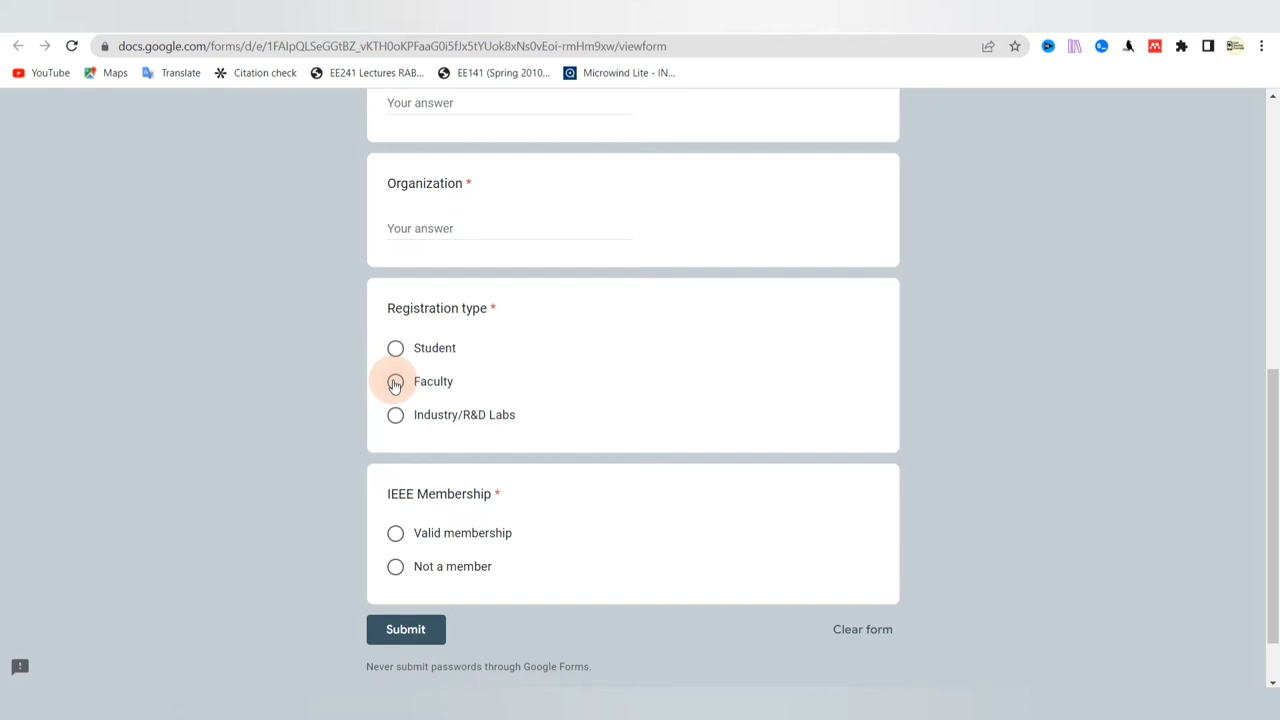 docs.google.com/forms/d/e/1FAIpQLSeGGtBZ_vKTH0oKPFaaG0i5fJx5tYUok8xNs0vEoi-rmHm9xw/viewform
YouTube Maps Translate Citation check EE241 Lectures RAB... EE141 (Spring 2010... Microwind Lite - IN...
Your answer
Organization *
Your answer
Registration type *
Student
Faculty
Industry/R&D Labs
IEEE Membership *
Valid membership
Not a member
Submit Clear form
Never submit passwords through Google Forms.